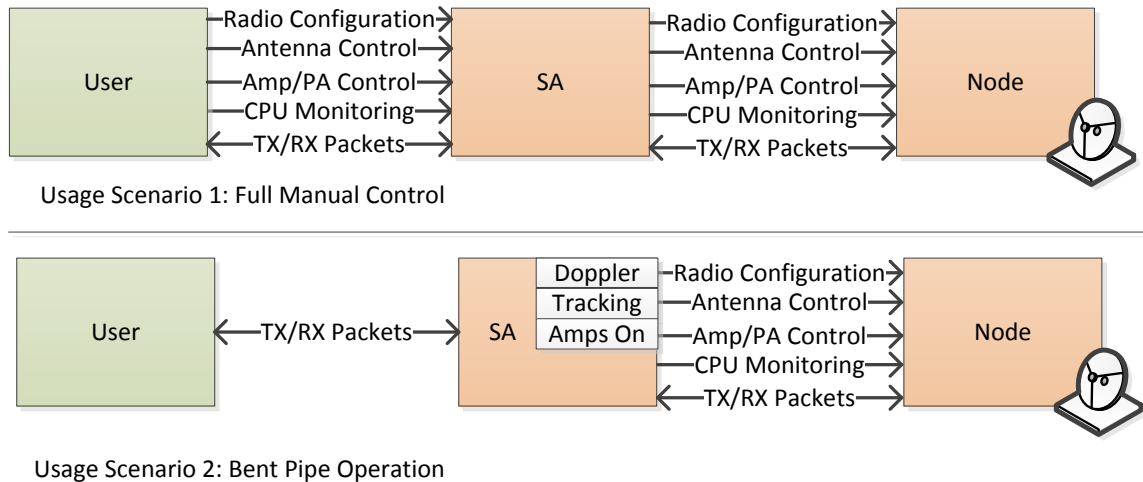 Radio Configuration
Radio Configuration
Antenna Control
Antenna Control
User
SA
Node
Amp/PA Control
Amp/PA Control
CPU Monitoring
CPU Monitoring
TX/RX Packets
TX/RX Packets
Usage Scenario 1: Full Manual Control
Doppler
Radio Configuration
Tracking
Antenna Control
User
TX/RX Packets
SA
Amps On
Amp/PA Control
Node
CPU Monitoring
TX/RX Packets
Usage Scenario 2: Bent Pipe Operation